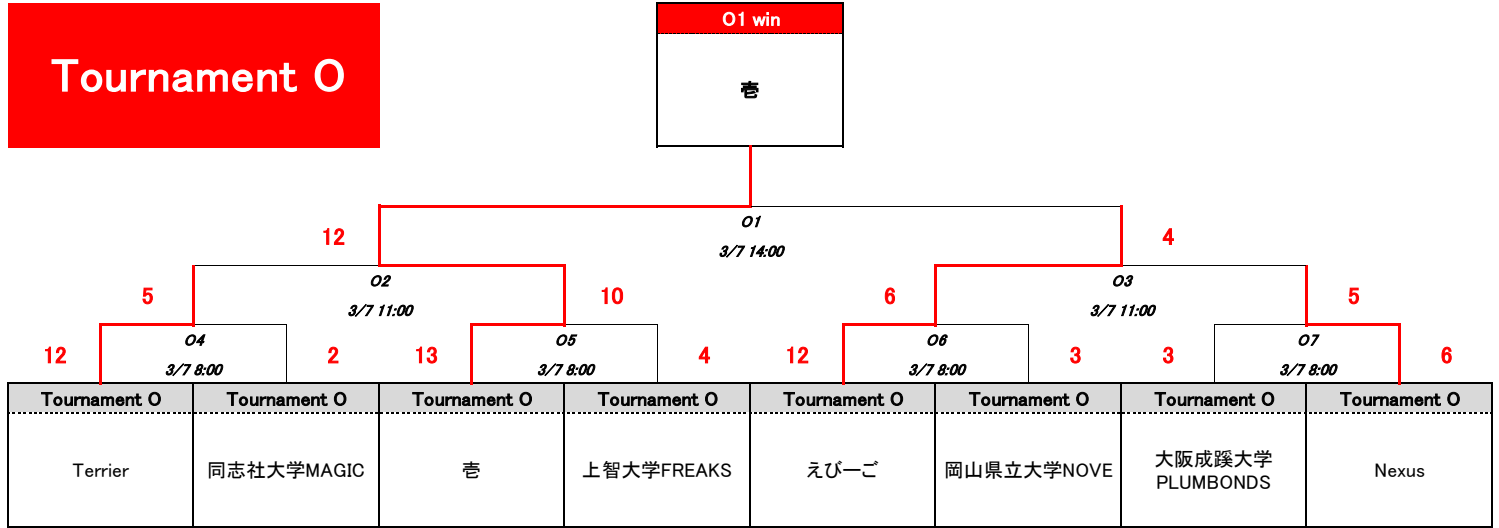 Tournament O
O1 win
壱
O1
12
4
3/7 14:00
O2
O3
5
10
6
5
3/7 11:00
3/7 11:00
O4
O5
O6
O7
12
2
13
4
12
3
3
6
3/7 8:00
3/7 8:00
3/7 8:00
3/7 8:00
Tournament O
Tournament O
Tournament O
Tournament O
Tournament O
Tournament O
Tournament O
Tournament O
Terrier
同志社大学MAGIC
壱
上智大学FREAKS
えびーご
岡山県立大学NOVE
大阪成蹊大学
PLUMBONDS
Nexus